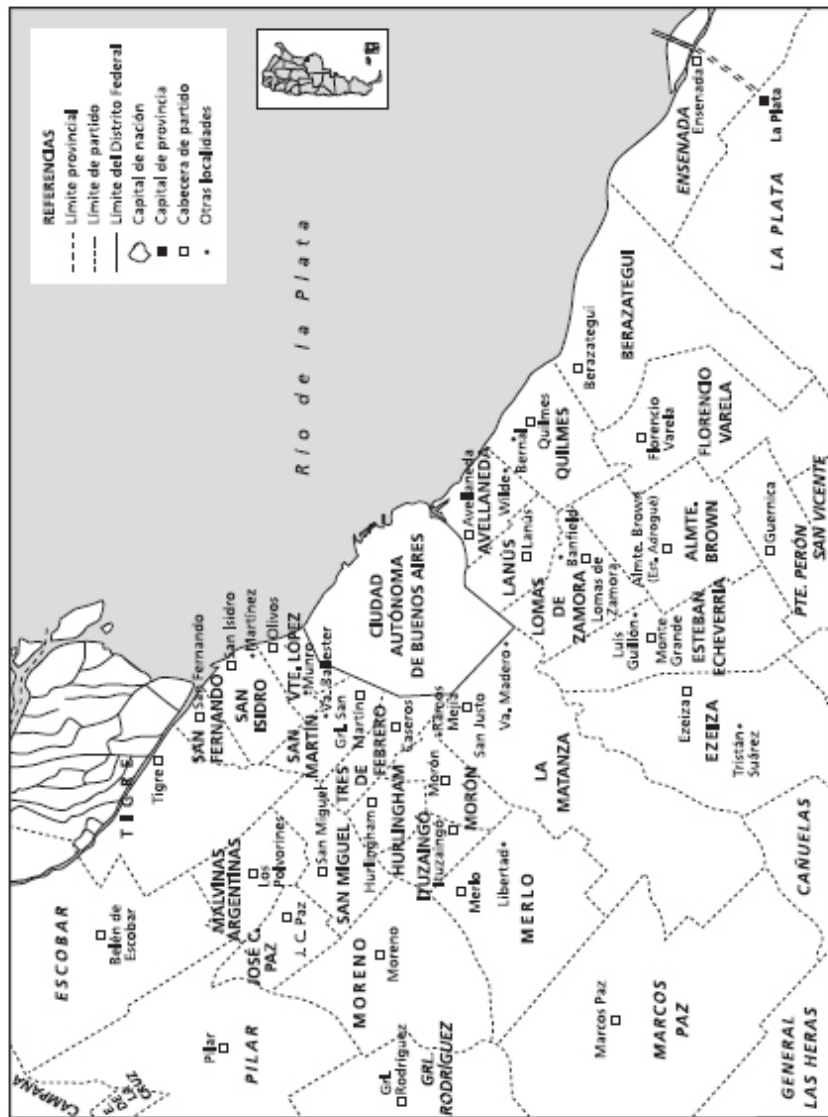 REFERENCIAS
Límite provincial
Límite de partido
Límite del Distrito Federal
Capital de nación
Capital de provincia
Cabecera de partido
Otras localidades
Río de la Plata
CAMPANA
ESCOBAR
Belén de
Escobar
TIGRE
Tigre
SAN
FERNANDO
San Fernando
SAN
ISIDRO
San Isidro
Martínez
VTE. LÓPEZ
Olivos
Munro
PILAR
Pilar
MALVINAS
ARGENTINAS
Los
Polvorines
JOSÉ C.
PAZ
J. C. Paz
SAN MIGUEL
San Miguel
SAN
MARTÍN
Grl. San
Martín
Va. Ballester
TRES
DE
FEBRERO
Caseros
CIUDAD
AUTÓNOMA
DE BUENOS AIRES
HURLINGHAM
Hurlingham
ITUZAINGÓ
Ituzaingó
MORÓN
Morón
Ramos
Mejía
San Justo
MORENO
Moreno
GRL.
RODRÍGUEZ
Grl.
Rodríguez
MERLO
Merlo
Libertad
LA
MATANZA
Va. Madero
AVELLANEDA
Avellaneda
Wilde
LANÚS
Lanús
QUILMES
Quilmes
Bernal
LOMAS
DE
ZAMORA
Banfield
Lomas de
Zamora
BERAZATEGUI
Berazategui
Almte. Brown
(Est. Adrogué)
ALMTE.
BROWN
FLORENCIO
VARELA
Florencio
Varela
Luis
Guillón
Monte
Grande
ESTEBAN
ECHEVERRÍA
EZEIZA
Ezeiza
Tristán
Suárez
MARCOS
PAZ
Marcos Paz
GENERAL
LAS HERAS
CAÑUELAS
PTE. PERÓN
Guernica
SAN VICENTE
ENSENADA
Ensenada
LA PLATA
La Plata